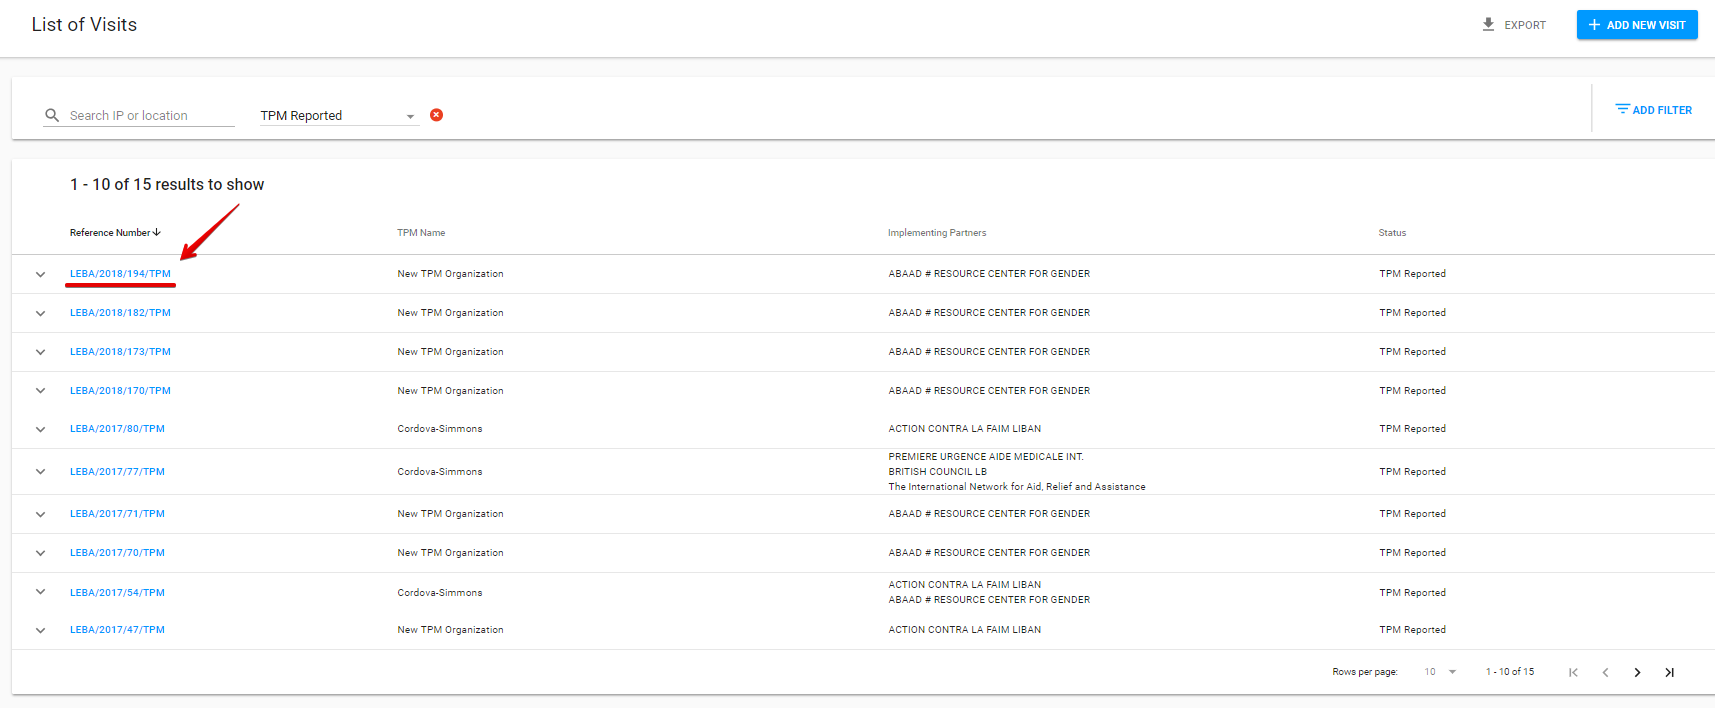 List of Visits
EXPORT
ADD NEW VISIT
Search IP or location
TPM Reported
ADD FILTER
1 - 10 of 15 results to show
Reference Number TPM Name Implementing Partners Status
LEBA/2018/194/TPM New TPM Organization ABAAD # RESOURCE CENTER FOR GENDER TPM Reported
LEBA/2018/182/TPM New TPM Organization ABAAD # RESOURCE CENTER FOR GENDER TPM Reported
LEBA/2018/173/TPM New TPM Organization ABAAD # RESOURCE CENTER FOR GENDER TPM Reported
LEBA/2018/170/TPM New TPM Organization ABAAD # RESOURCE CENTER FOR GENDER TPM Reported
LEBA/2017/80/TPM Cordova-Simmons ACTION CONTRA LA FAIM LIBAN TPM Reported
PREMIERE URGENCE AIDE MEDICALE INT.
LEBA/2017/77/TPM Cordova-Simmons BRITISH COUNCIL LB TPM Reported
The International Network for Aid, Relief and Assistance
LEBA/2017/71/TPM New TPM Organization ABAAD # RESOURCE CENTER FOR GENDER TPM Reported
LEBA/2017/70/TPM New TPM Organization ABAAD # RESOURCE CENTER FOR GENDER TPM Reported
ACTION CONTRA LA FAIM LIBAN
LEBA/2017/54/TPM Cordova-Simmons TPM Reported
ABAAD # RESOURCE CENTER FOR GENDER
LEBA/2017/47/TPM New TPM Organization ACTION CONTRA LA FAIM LIBAN TPM Reported
Rows per page: 10 1 - 10 of 15